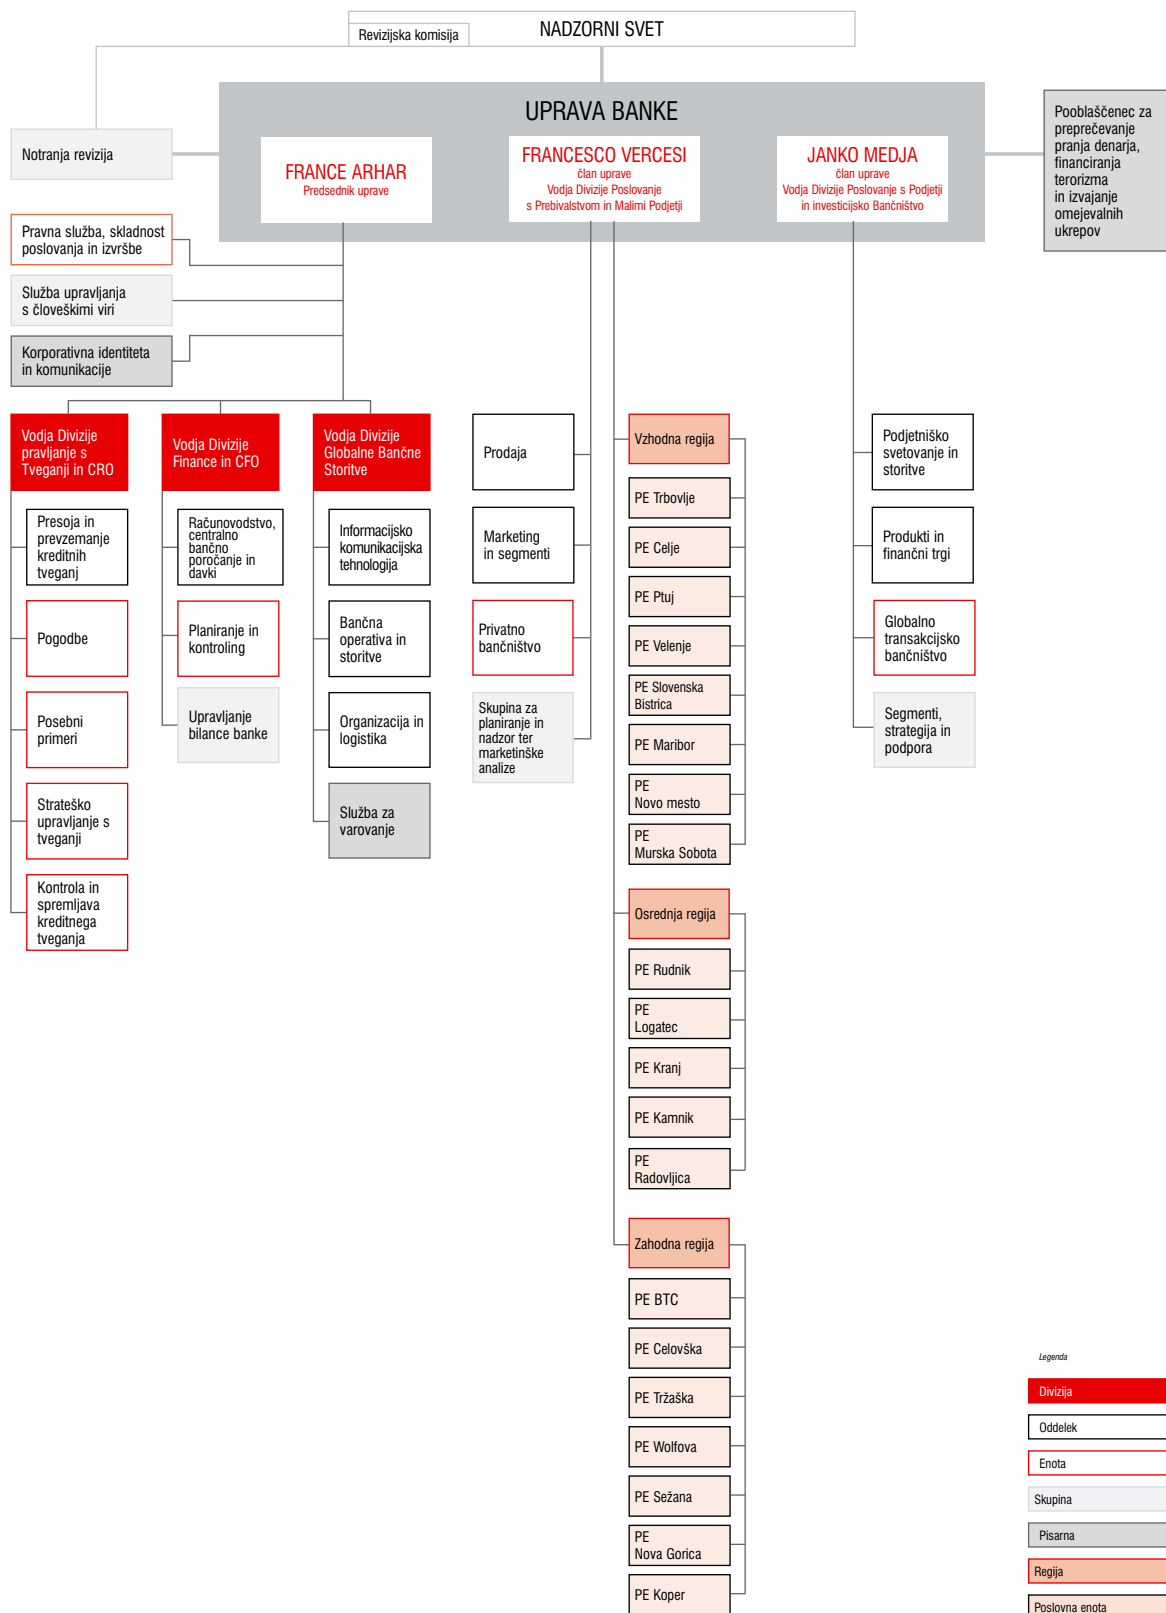 NADZORNI SVET
Revizijska komisija
UPRAVA BANKE
Notranja revizija
FRANCE ARHAR
Predsednik uprave
FRANCESCO VERCESI
član uprave
Vodja Divizije Poslovanje
s Prebivalstvom in Malimi Podjetji
JANKO MEDJA
član uprave
Vodja Divizije Poslovanje s Podjetji
in investicijsko Bančništvo
Pooblaščenec za
preprečevanje
pranja denarja,
financiranja
terorizma
in izvajanje
omejevalnih
ukrepov
Pravna služba, skladnost
poslovanja in izvršbe
Služba upravljanja
s človeškimi viri
Korporativna identiteta
in komunikacije
Vodja Divizije
pravljanje s
Tveganji in CRO
Presoja in
prevzemanje
kreditnih
tveganj
Pogodbe
Posebni
primeri
Strateško
upravljanje s
tveganji
Kontrola in
spremljava
kreditnega
tveganja
Vodja Divizije
Finance in CFO
Računovodstvo,
centralno
bančno
poročanje in
davki
Planiranje in
kontroling
Upravljanje
bilance banke
Vodja Divizije
Globalne Bančne
Storitve
Informacijsko
komunikacijska
tehnologija
Bančna
operativa in
storitve
Organizacija in
logistika
Služba za
varovanje
Prodaja
Marketing
in segmenti
Privatno
bančništvo
Skupina za
planiranje in
nadzor ter
marketinške
analize
Vzhodna regija
PE Trbovlje
PE Celje
PE Ptuj
PE Velenje
PE Slovenska
Bistrica
PE Maribor
PE
Novo mesto
PE
Murska Sobota
Osrednja regija
PE Rudnik
PE
Logatec
PE Kranj
PE Kamnik
PE
Radovljica
Zahodna regija
PE BTC
PE Celovška
PE Tržaška
PE Wolfova
PE Sežana
PE
Nova Gorica
PE Koper
Podjetniško
svetovanje in
storitve
Produkti in
finančni trgi
Globalno
transakcijsko
bančništvo
Segmenti,
strategija in
podpora
Legenda
Divizija
Oddelek
Enota
Skupina
Pisarna
Regija
Poslovna enota